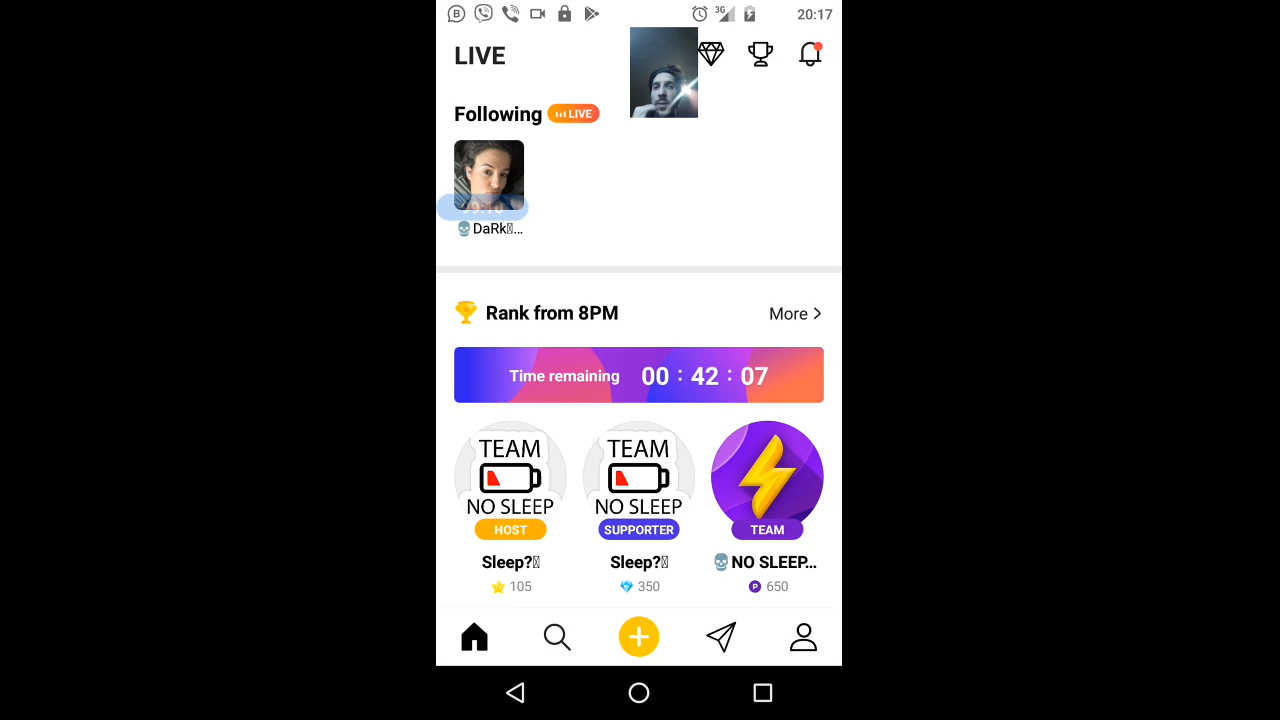 3G
20:17
LIVE
Following LIVE
DaRk...
Rank from 8PM
More
Time remaining 00 : 42 : 07
TEAM
NO SLEEP
HOST
TEAM
NO SLEEP
SUPPORTER
TEAM
Sleep?
Sleep?
NO SLEEP...
105
350
P 650